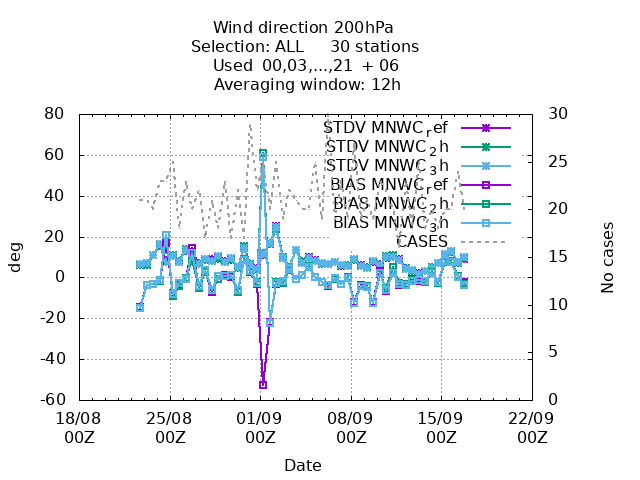 Wind direction 200hPa
Selection: ALL 30 stations
Used 00,03,...,21 + 06
Averaging window: 12h
80
60
40
20
0
-20
-40
-60
deg
30
25
20
15
10
5
0
No cases
STDV MNWC_ref
STDV MNWC_2h
STDV MNWC_3h
BIAS MNWC_ref
BIAS MNWC_2h
BIAS MNWC_3h
CASES
18/08 25/08 01/09 08/09 15/09 22/09
00Z 00Z 00Z 00Z 00Z 00Z
Date